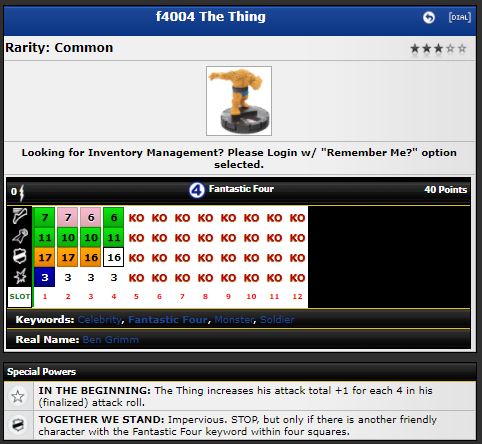 f4004 The Thing [DIAL]
Rarity: Common
Looking for Inventory Management? Please Login w/ "Remember Me?" option
selected.
0 4 Fantastic Four 40 Points
7 7 6 6 KO KO KO KO KO KO KO KO
11 10 10 11 KO KO KO KO KO KO KO KO
17 17 16 16 KO KO KO KO KO KO KO KO
3 3 3 3 KO KO KO KO KO KO KO KO
SLOT 1 2 3 4 5 6 7 8 9 10 11 12
Keywords: Celebrity, Fantastic Four, Monster, Soldier
Real Name: Ben Grimm
Special Powers
IN THE BEGINNING: The Thing increases his attack total +1 for each 4 in his
(finalized) attack roll.
TOGETHER WE STAND: Impervious. STOP, but only if there is another friendly
character with the Fantastic Four keyword within four squares.